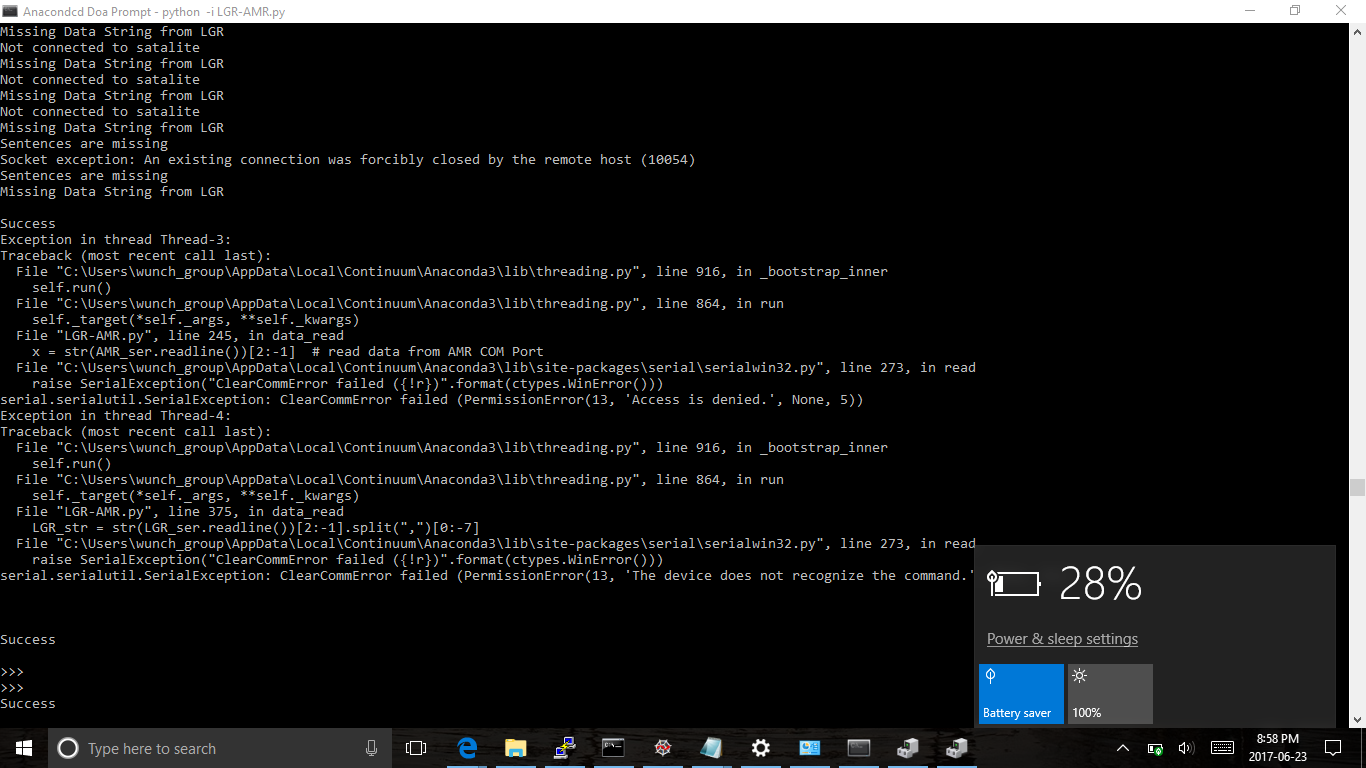 Anacondcd Doa Prompt - python  -i LGR-AMR.py
Missing Data String from LGR
Not connected to satalite
Missing Data String from LGR
Not connected to satalite
Missing Data String from LGR
Not connected to satalite
Missing Data String from LGR
Sentences are missing
Socket exception: An existing connection was forcibly closed by the remote host (10054)
Sentences are missing
Missing Data String from LGR
Success
Exception in thread Thread-3:
Traceback (most recent call last):
  File "C:\Users\wunch_group\AppData\Local\Continuum\Anaconda3\lib\threading.py", line 916, in _bootstrap_inner
    self.run()
  File "C:\Users\wunch_group\AppData\Local\Continuum\Anaconda3\lib\threading.py", line 864, in run
    self._target(*self._args, **self._kwargs)
  File "LGR-AMR.py", line 245, in data_read
    x = str(AMR_ser.readline())[2:-1]  # read data from AMR COM Port
  File "C:\Users\wunch_group\AppData\Local\Continuum\Anaconda3\lib\site-packages\serial\serialwin32.py", line 273, in read
    raise SerialException("ClearCommError failed ({!r})".format(ctypes.WinError()))
serial.serialutil.SerialException: ClearCommError failed (PermissionError(13, 'Access is denied.', None, 5))
Exception in thread Thread-4:
Traceback (most recent call last):
  File "C:\Users\wunch_group\AppData\Local\Continuum\Anaconda3\lib\threading.py", line 916, in _bootstrap_inner
    self.run()
  File "C:\Users\wunch_group\AppData\Local\Continuum\Anaconda3\lib\threading.py", line 864, in run
    self._target(*self._args, **self._kwargs)
  File "LGR-AMR.py", line 375, in data_read
    LGR_str = str(LGR_ser.readline())[2:-1].split(",")[0:-7]
  File "C:\Users\wunch_group\AppData\Local\Continuum\Anaconda3\lib\site-packages\serial\serialwin32.py", line 273, in read
    raise SerialException("ClearCommError failed ({!r})".format(ctypes.WinError()))
serial.serialutil.SerialException: ClearCommError failed (PermissionError(13, 'The device does not recognize the command.'
Success
>>>
>>>
Success
28%
Power & sleep settings
Battery saver
100%
Type here to search
8:58 PM
2017-06-23